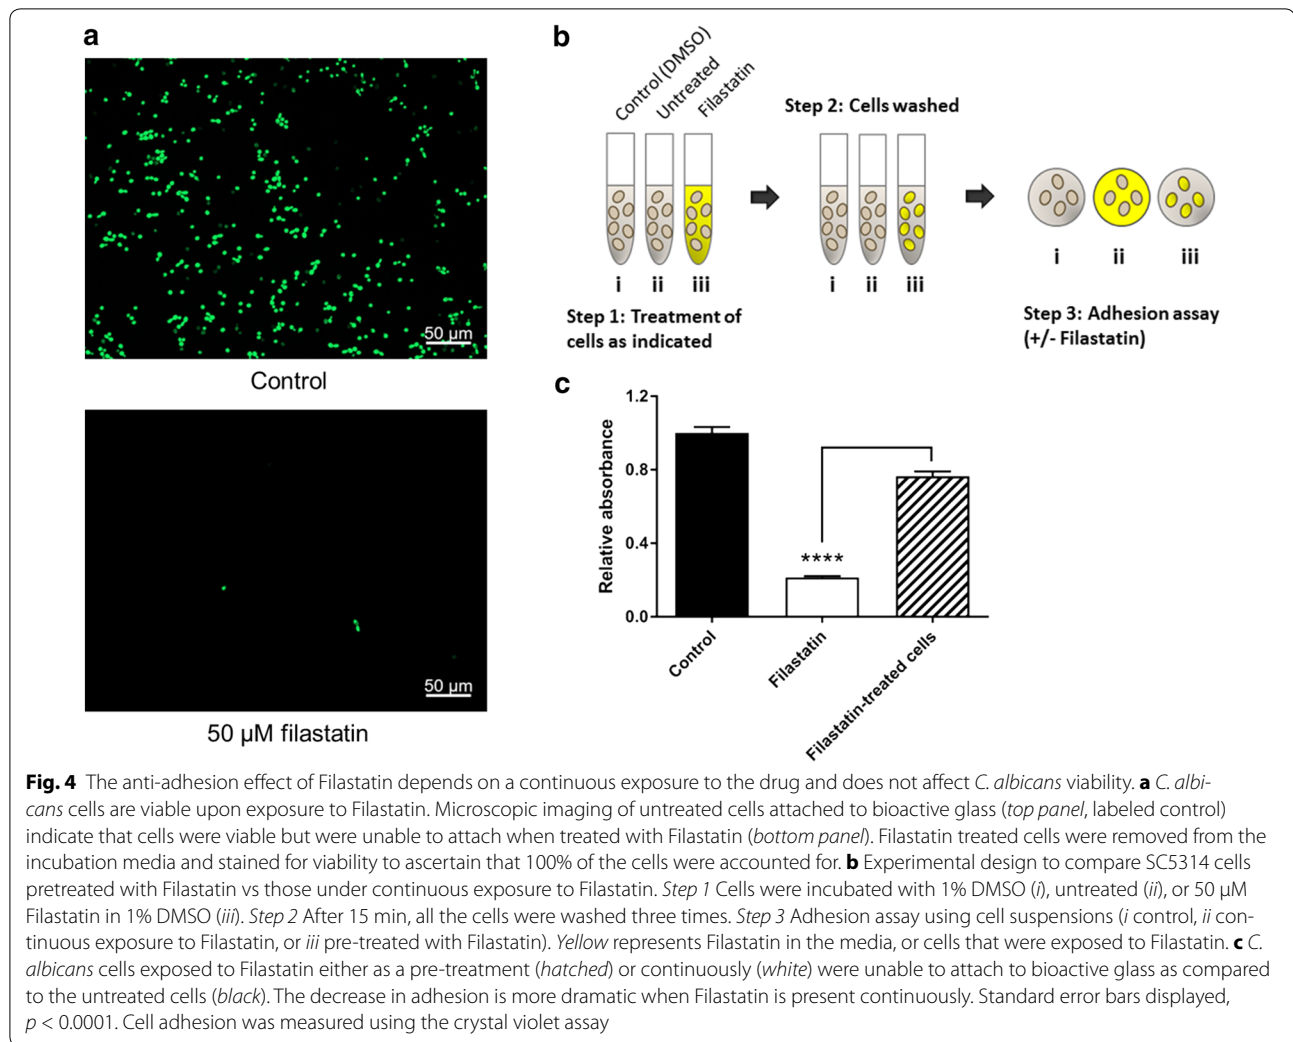 a
50 µm
Control
50 µm
50 µM filastatin
b
Control (DMSO)
Untreated
Filastatin
i
ii
iii
Step 1: Treatment of
cells as indicated
Step 2: Cells washed
i
ii
iii
i
ii
iii
Step 3: Adhesion assay
(+/- Filastatin)
c
Relative absorbance
1.2
0.8
0.4
0.0
****
Control
Filastatin
Filastatin-treated cells
Fig. 4 The anti-adhesion effect of Filastatin depends on a continuous exposure to the drug and does not affect C. albicans viability. a C. albi-
cans cells are viable upon exposure to Filastatin. Microscopic imaging of untreated cells attached to bioactive glass (top panel, labeled control)
indicate that cells were viable but were unable to attach when treated with Filastatin (bottom panel). Filastatin treated cells were removed from the
incubation media and stained for viability to ascertain that 100% of the cells were accounted for. b Experimental design to compare SC5314 cells
pretreated with Filastatin vs those under continuous exposure to Filastatin. Step 1 Cells were incubated with 1% DMSO (i), untreated (ii), or 50 µM
Filastatin in 1% DMSO (iii). Step 2 After 15 min, all the cells were washed three times. Step 3 Adhesion assay using cell suspensions (i control, ii con-
tinuous exposure to Filastatin, or iii pre-treated with Filastatin). Yellow represents Filastatin in the media, or cells that were exposed to Filastatin. c C.
albicans cells exposed to Filastatin either as a pre-treatment (hatched) or continuously (white) were unable to attach to bioactive glass as compared
to the untreated cells (black). The decrease in adhesion is more dramatic when Filastatin is present continuously. Standard error bars displayed,
p < 0.0001. Cell adhesion was measured using the crystal violet assay